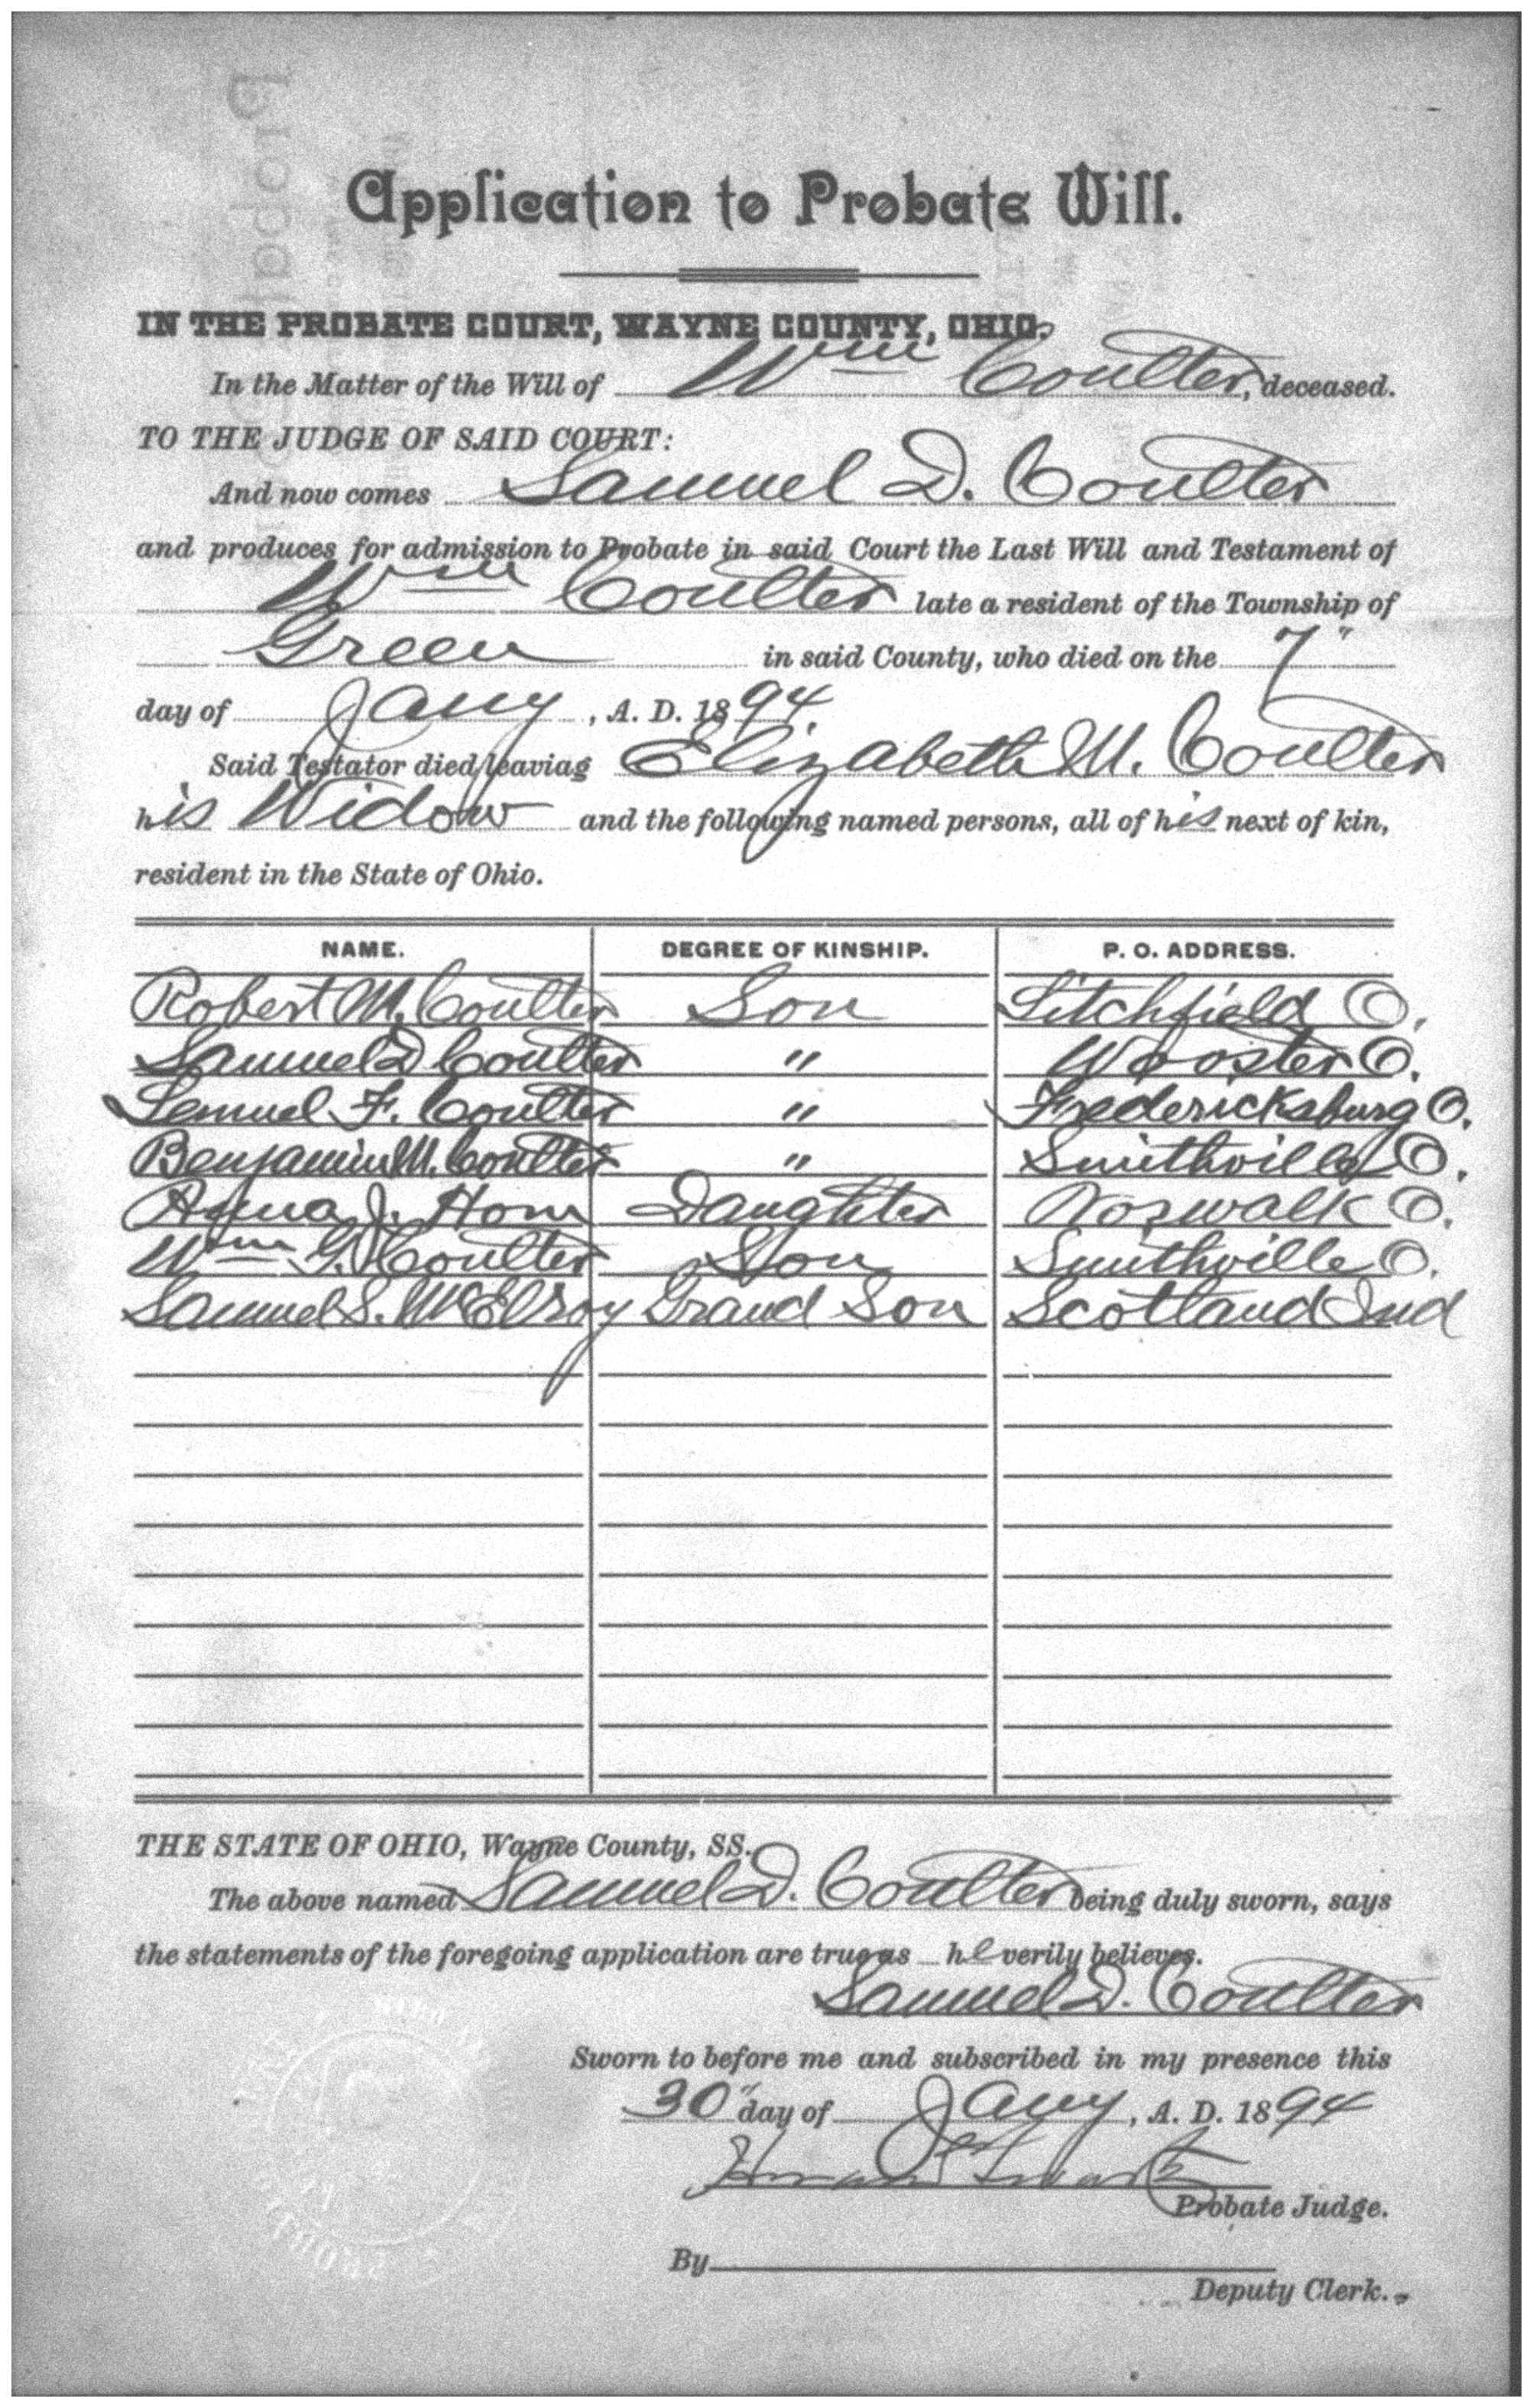 Application to Probate Will.
IN THE PROBATE COURT, WAYNE COUNTY, OHIO.
In the Matter of the Will of Wm Coulter, deceased.
TO THE JUDGE OF SAID COURT:
And now comes Samuel D. Coulter
and produces for admission to Probate in said Court the Last Will and Testament of
Wm Coulter late a resident of the Township of
Green in said County, who died on the 7"
day of Jany, A. D. 1894.
Said Testator died leaving Elizabeth M. Coulter
his Widow and the following named persons, all of his next of kin,
resident in the State of Ohio.
NAME. DEGREE OF KINSHIP. P. O. ADDRESS.
Robert M. Coulter Son Litchfield O.
Samuel D Coulter " Wooster O.
Lemuel F. Coulter " Fredericksburg O.
Benjamin M. Coulter " Smithville O.
Anna J. Horn Daughter Norwalk O.
Wm G. Coulter Son Smithville O.
Samuel S. McElroy Grand Son Scotland Ind
THE STATE OF OHIO, Wayne County, SS.
The above named Samuel D. Coulter being duly sworn, says
the statements of the foregoing application are true as he verily believes.
Samuel D. Coulter
Sworn to before me and subscribed in my presence this
30" day of Jany, A. D. 1894
Probate Judge.
By
Deputy Clerk.